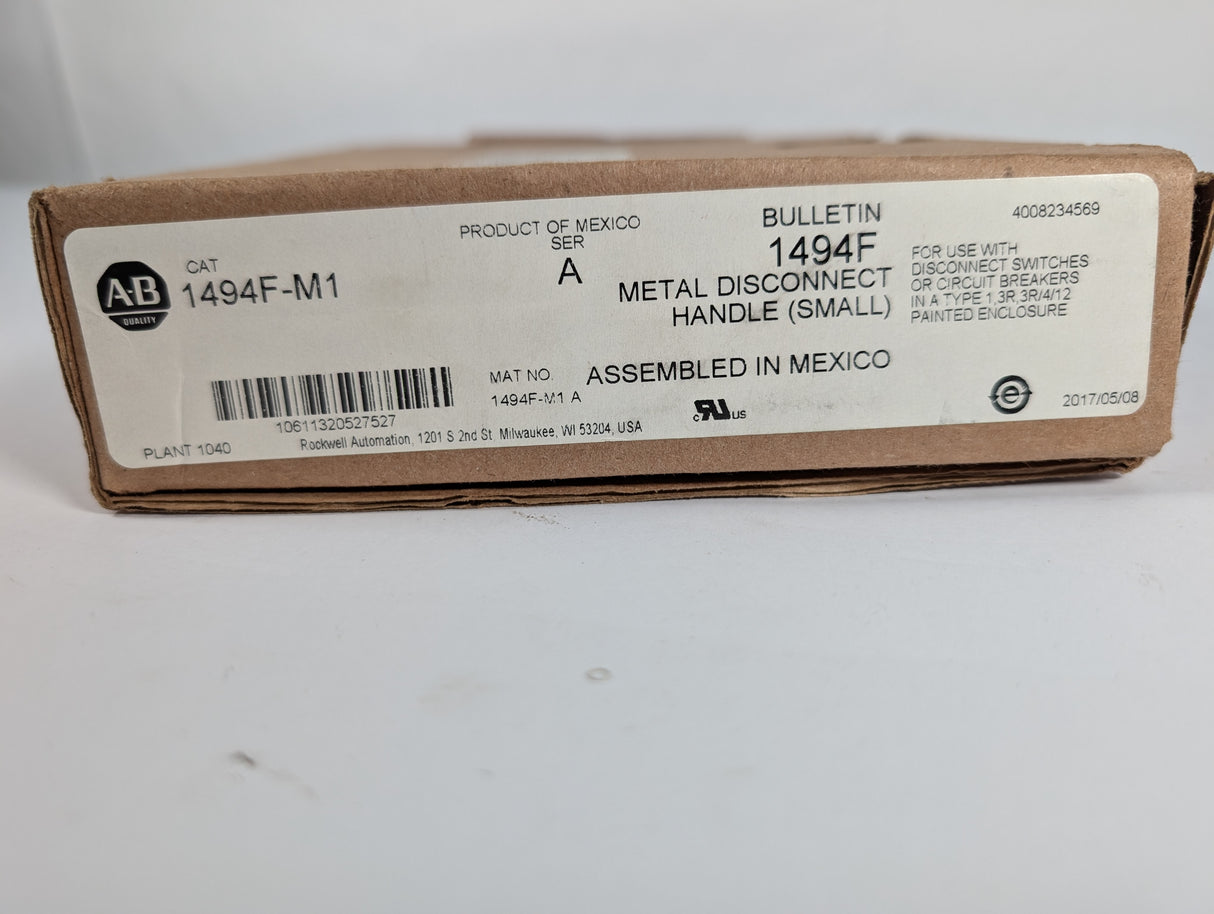 A-B
QUALITY
CAT
1494F-M1
PRODUCT OF MEXICO
SER
A
BULLETIN
1494F
METAL DISCONNECT
HANDLE (SMALL)
4008234569
FOR USE WITH
DISCONNECT SWITCHES
OR CIRCUIT BREAKERS
IN A TYPE 1,3R,3R/4/12
PAINTED ENCLOSURE
10611320527527
MAT NO.
1494F-M1 A
ASSEMBLED IN MEXICO
c RU US
e
2017/05/08
PLANT 1040
Rockwell Automation, 1201 S 2nd St Milwaukee, WI 53204, USA